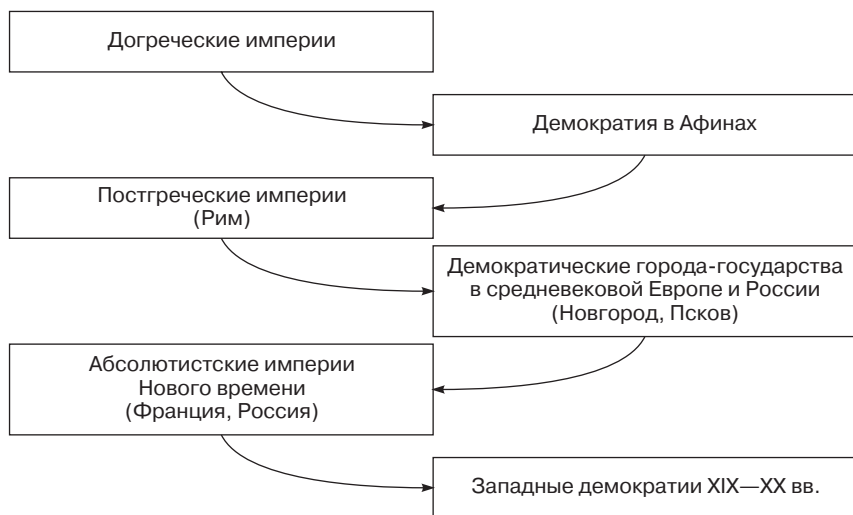 Догреческие империи
Демократия в Афинах
Постгреческие империи
(Рим)
Демократические города-государства
в средневековой Европе и России
(Новгород, Псков)
Абсолютистские империи
Нового времени
(Франция, Россия)
Западные демократии XIX—XX вв.